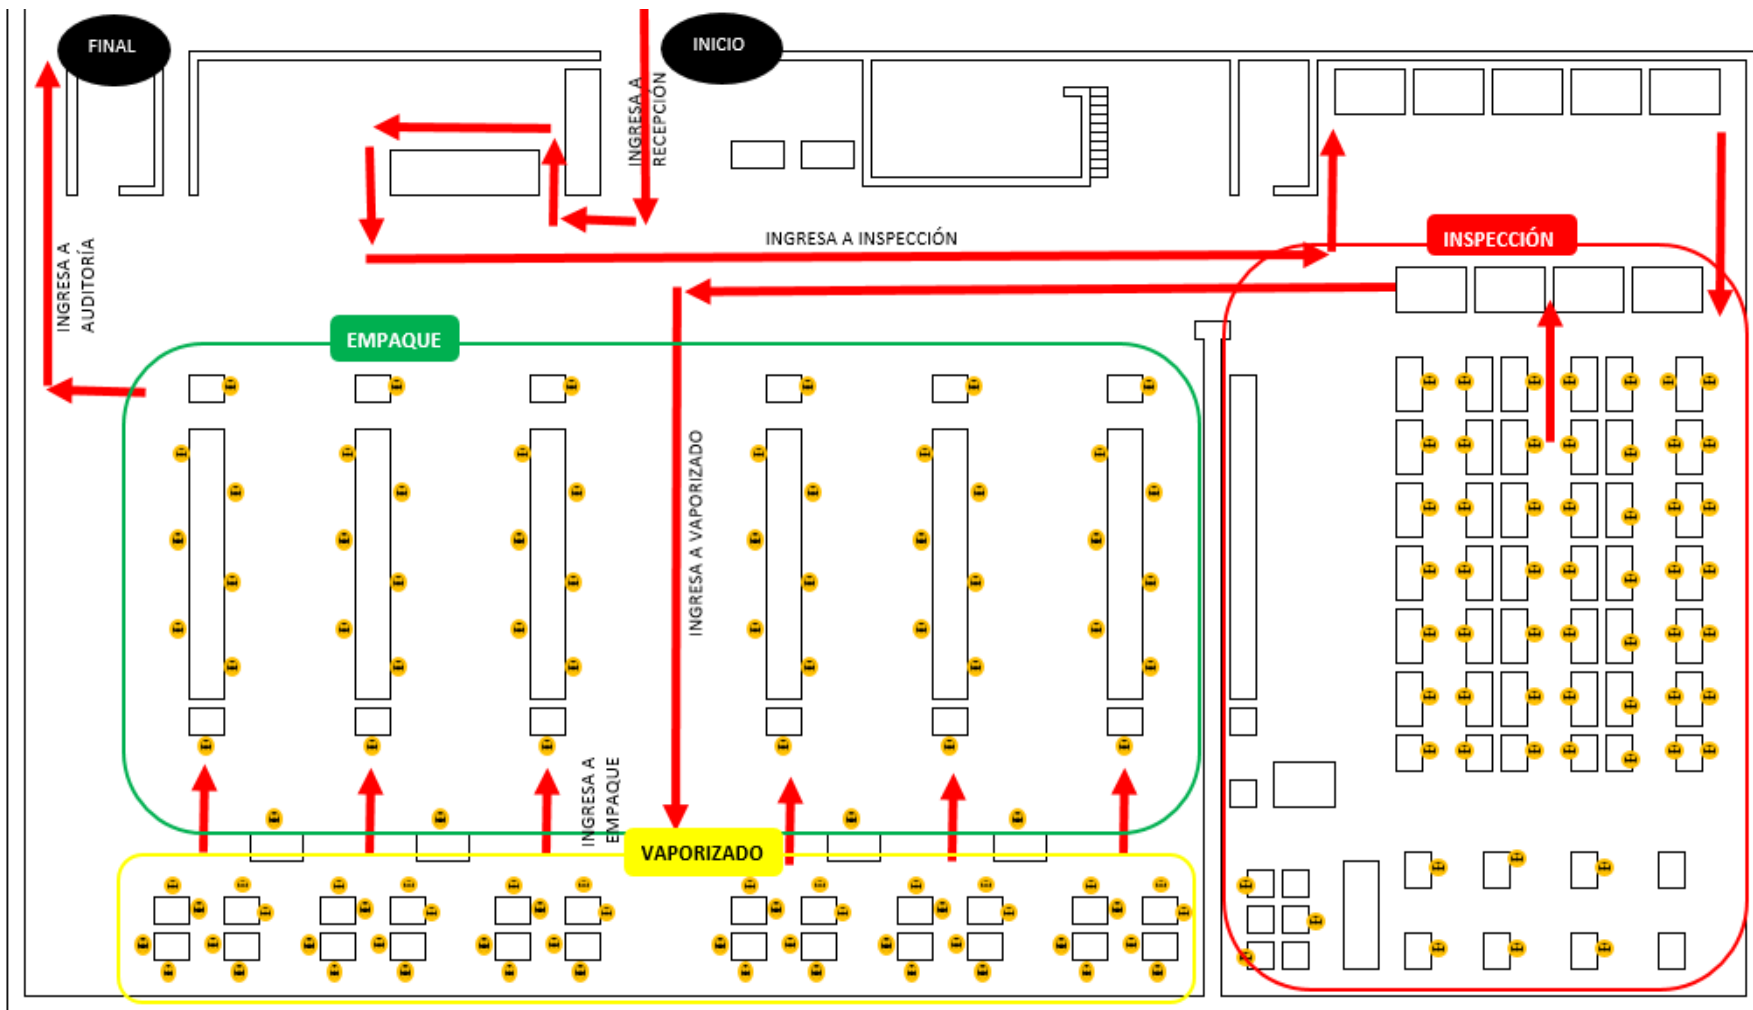 FINAL
INICIO
INGRESA A
RECEPCIÓN
INGRESA A
AUDITORÍA
INGRESA A INSPECCIÓN
INSPECCIÓN
EMPAQUE
INGRESA A VAPORIZADO
INGRESA A
EMPAQUE
VAPORIZADO